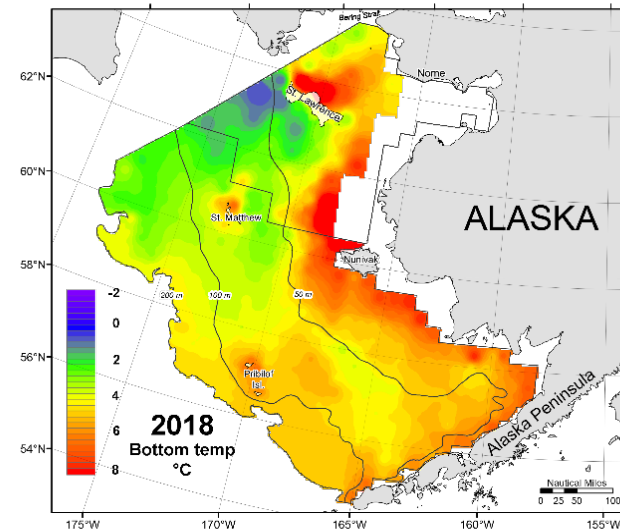 Bering Strait
62°N
Nome
St. Lawrence
60°N
St. Matthew
ALASKA
58°N
Nunivak
200 m
100 m
50 m
-2
0
2
4
6
8
56°N
Pribilof
Isl.
2018
Bottom temp
°C
54°N
Alaska Peninsula
Nautical Miles
0 25 50 100
175°W
170°W
165°W
160°W
155°W